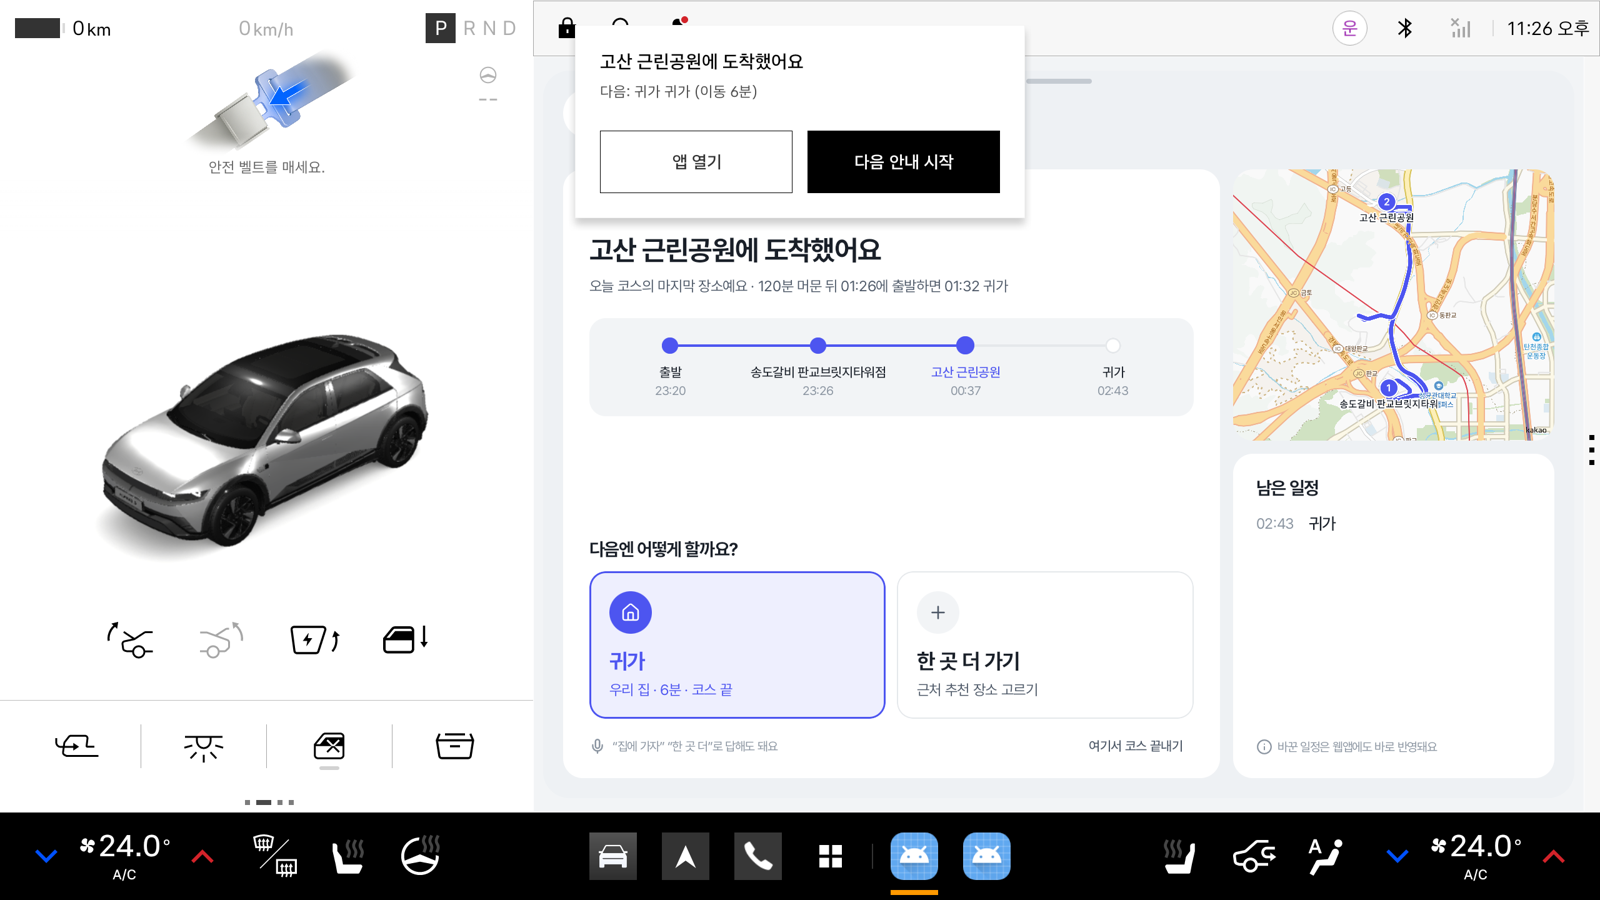 0 km
0 km/h
P R N D
운
11:26 오후
안전 벨트를 매세요.
고산 근린공원에 도착했어요
다음: 귀가 귀가 (이동 6분)
앱 열기
다음 안내 시작
고산 근린공원에 도착했어요
오늘 코스의 마지막 장소예요 · 120분 머문 뒤 01:26에 출발하면 01:32 귀가
출발
23:20
송도갈비 판교브릿지타워점
23:26
고산 근린공원
00:37
귀가
02:43
다음엔 어떻게 할까요?
귀가
우리 집 · 6분 · 코스 끝
한 곳 더 가기
근처 추천 장소 고르기
"집에 가자" "한 곳 더"로 답해도 돼요
여기서 코스 끝내기
2
고산 근린공원
1
송도갈비 판교브릿지타워
kakao
남은 일정
02:43 귀가
바꾼 일정은 웹앱에도 바로 반영돼요
24.0°
A/C
A
24.0°
A/C